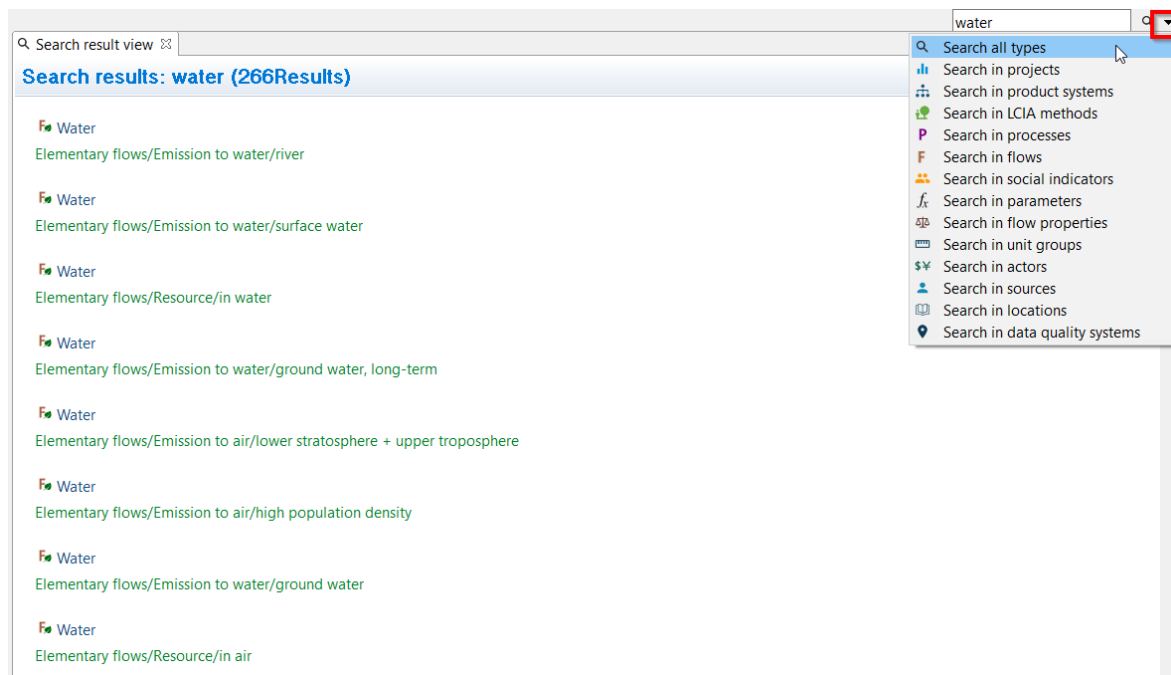 water
Search result view
Search results: water (266Results)
Search all types
Search in projects
Search in product systems
Search in LCIA methods
P Search in processes
F Search in flows
Search in social indicators
fx Search in parameters
Search in flow properties
Search in unit groups
$¥ Search in actors
Search in sources
Search in locations
Search in data quality systems
F Water
Elementary flows/Emission to water/river
F Water
Elementary flows/Emission to water/surface water
F Water
Elementary flows/Resource/in water
F Water
Elementary flows/Emission to water/ground water, long-term
F Water
Elementary flows/Emission to air/lower stratosphere + upper troposphere
F Water
Elementary flows/Emission to air/high population density
F Water
Elementary flows/Emission to water/ground water
F Water
Elementary flows/Resource/in air